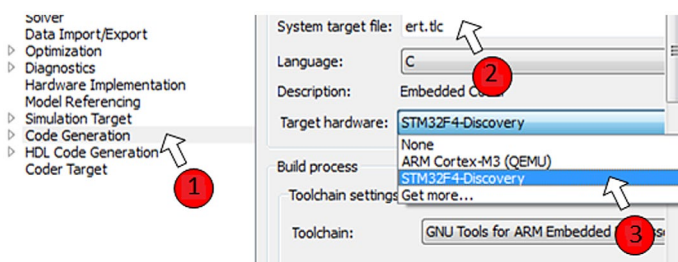 Solver
Data Import/Export
Optimization
Diagnostics
Hardware Implementation
Model Referencing
Simulation Target
Code Generation
HDL Code Generation
Coder Target
1
System target file: ert.tlc
2
Language: C
Description: Embedded
Target hardware: STM32F4-Discovery
None
ARM Cortex-M3 (QEMU)
STM32F4-Discovery
Get more...
3
Build process
Toolchain settings
Toolchain: GNU Tools for ARM Embedded